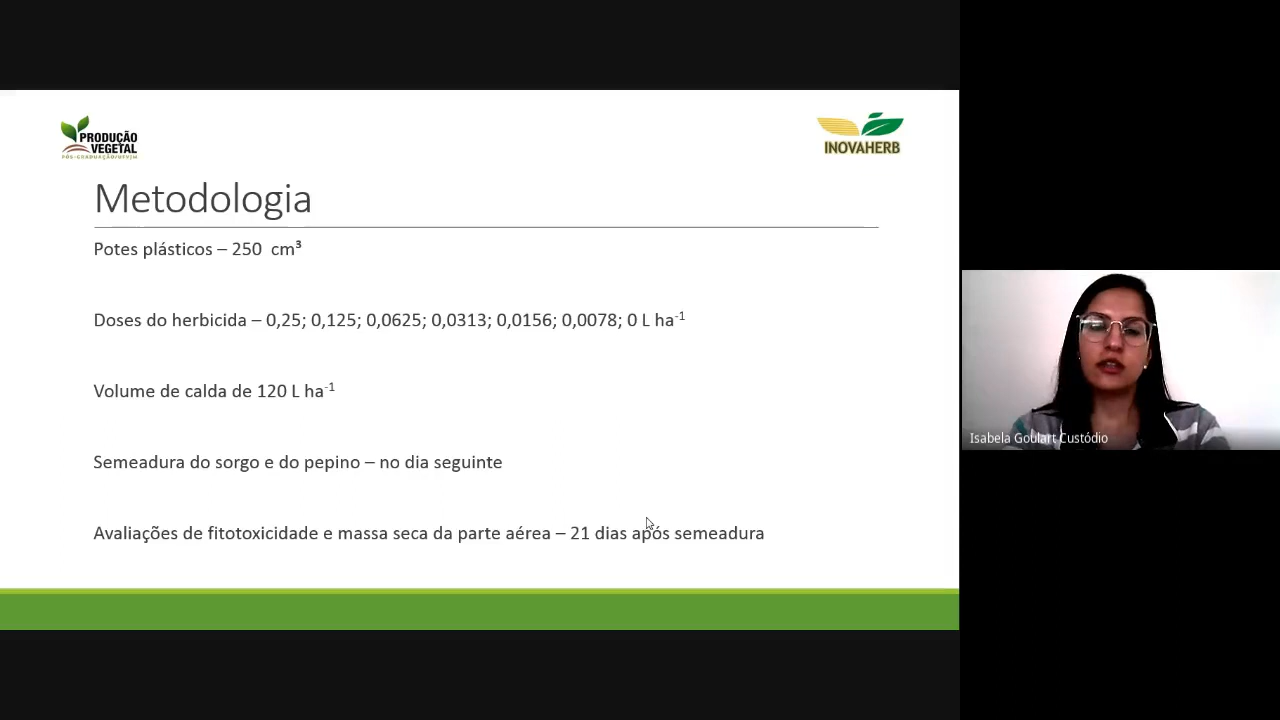 PRODUÇÃO
VEGETAL
PÓS-GRADUAÇÃO/UFVJM
INOVAHERB
Metodologia
Potes plásticos – 250 cm³
Doses do herbicida – 0,25; 0,125; 0,0625; 0,0313; 0,0156; 0,0078; 0 L ha⁻¹
Volume de calda de 120 L ha⁻¹
Semeadura do sorgo e do pepino – no dia seguinte
Avaliações de fitotoxicidade e massa seca da parte aérea – 21 dias após semeadura
Isabela Goulart Custódio